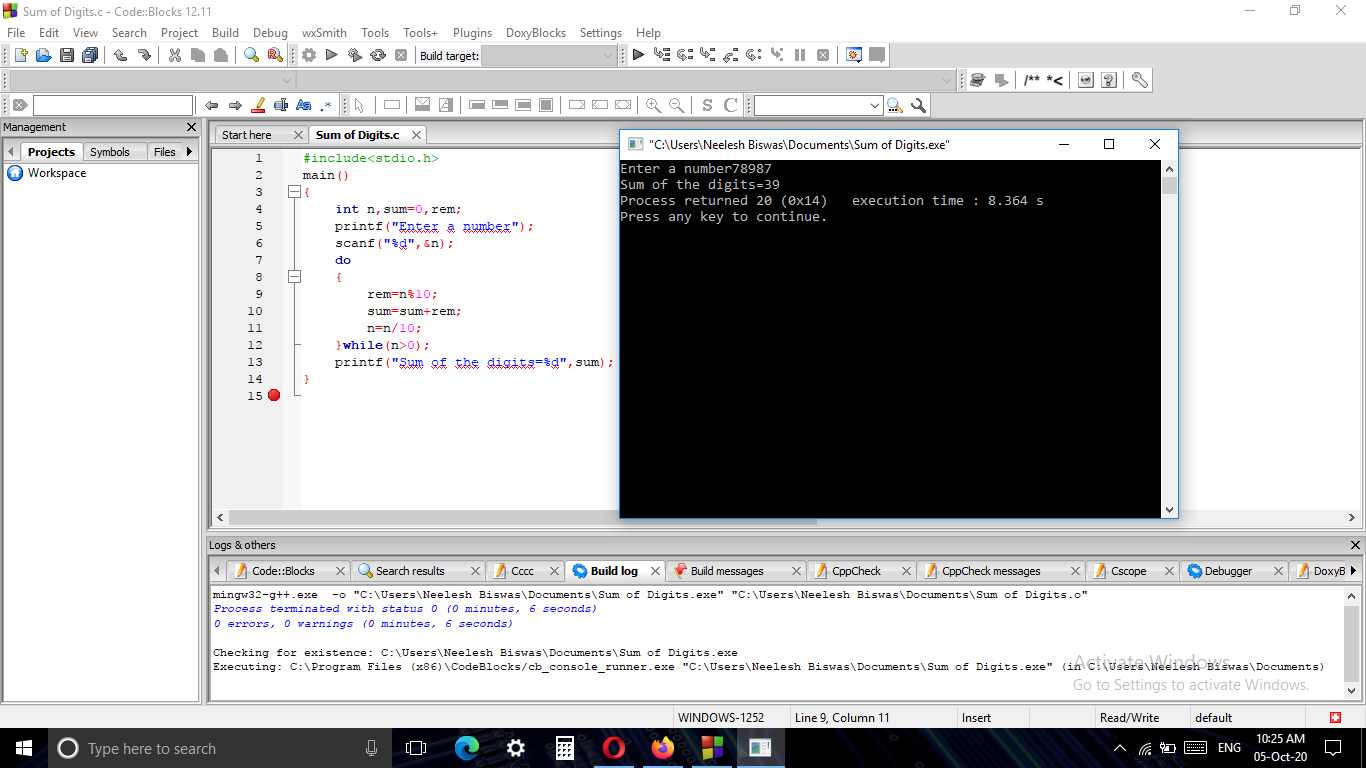 Sum of Digits.c - Code::Blocks 12.11
File Edit View Search Project Build Debug wxSmith Tools Tools+ Plugins DoxyBlocks Settings Help
Build target:
/** *<
Aa .*
S C
Management
Projects Symbols Files
Workspace
Start here Sum of Digits.c
1 #include<stdio.h>
2 main()
3 {
4 int n,sum=0,rem;
5 printf("Enter a number");
6 scanf("%d",&n);
7 do
8 {
9 rem=n%10;
10 sum=sum+rem;
11 n=n/10;
12 }while(n>0);
13 printf("Sum of the digits=%d",sum);
14 }
15
"C:\Users\Neelesh Biswas\Documents\Sum of Digits.exe"
Enter a number78987
Sum of the digits=39
Process returned 20 (0x14) execution time : 8.364 s
Press any key to continue.
Logs & others
Code::Blocks Search results Cccc Build log Build messages CppCheck CppCheck messages Cscope Debugger DoxyB
mingw32-g++.exe -o "C:\Users\Neelesh Biswas\Documents\Sum of Digits.exe" "C:\Users\Neelesh Biswas\Documents\Sum of Digits.o"
Process terminated with status 0 (0 minutes, 6 seconds)
0 errors, 0 warnings (0 minutes, 6 seconds)
Checking for existence: C:\Users\Neelesh Biswas\Documents\Sum of Digits.exe
Executing: C:\Program Files (x86)\CodeBlocks/cb_console_runner.exe "C:\Users\Neelesh Biswas\Documents\Sum of Digits.exe" (in C:\Users\Neelesh Biswas\Documents)
Activate Windows
Go to Settings to activate Windows.
WINDOWS-1252 Line 9, Column 11 Insert Read/Write default
Type here to search
ENG
10:25 AM
05-Oct-20